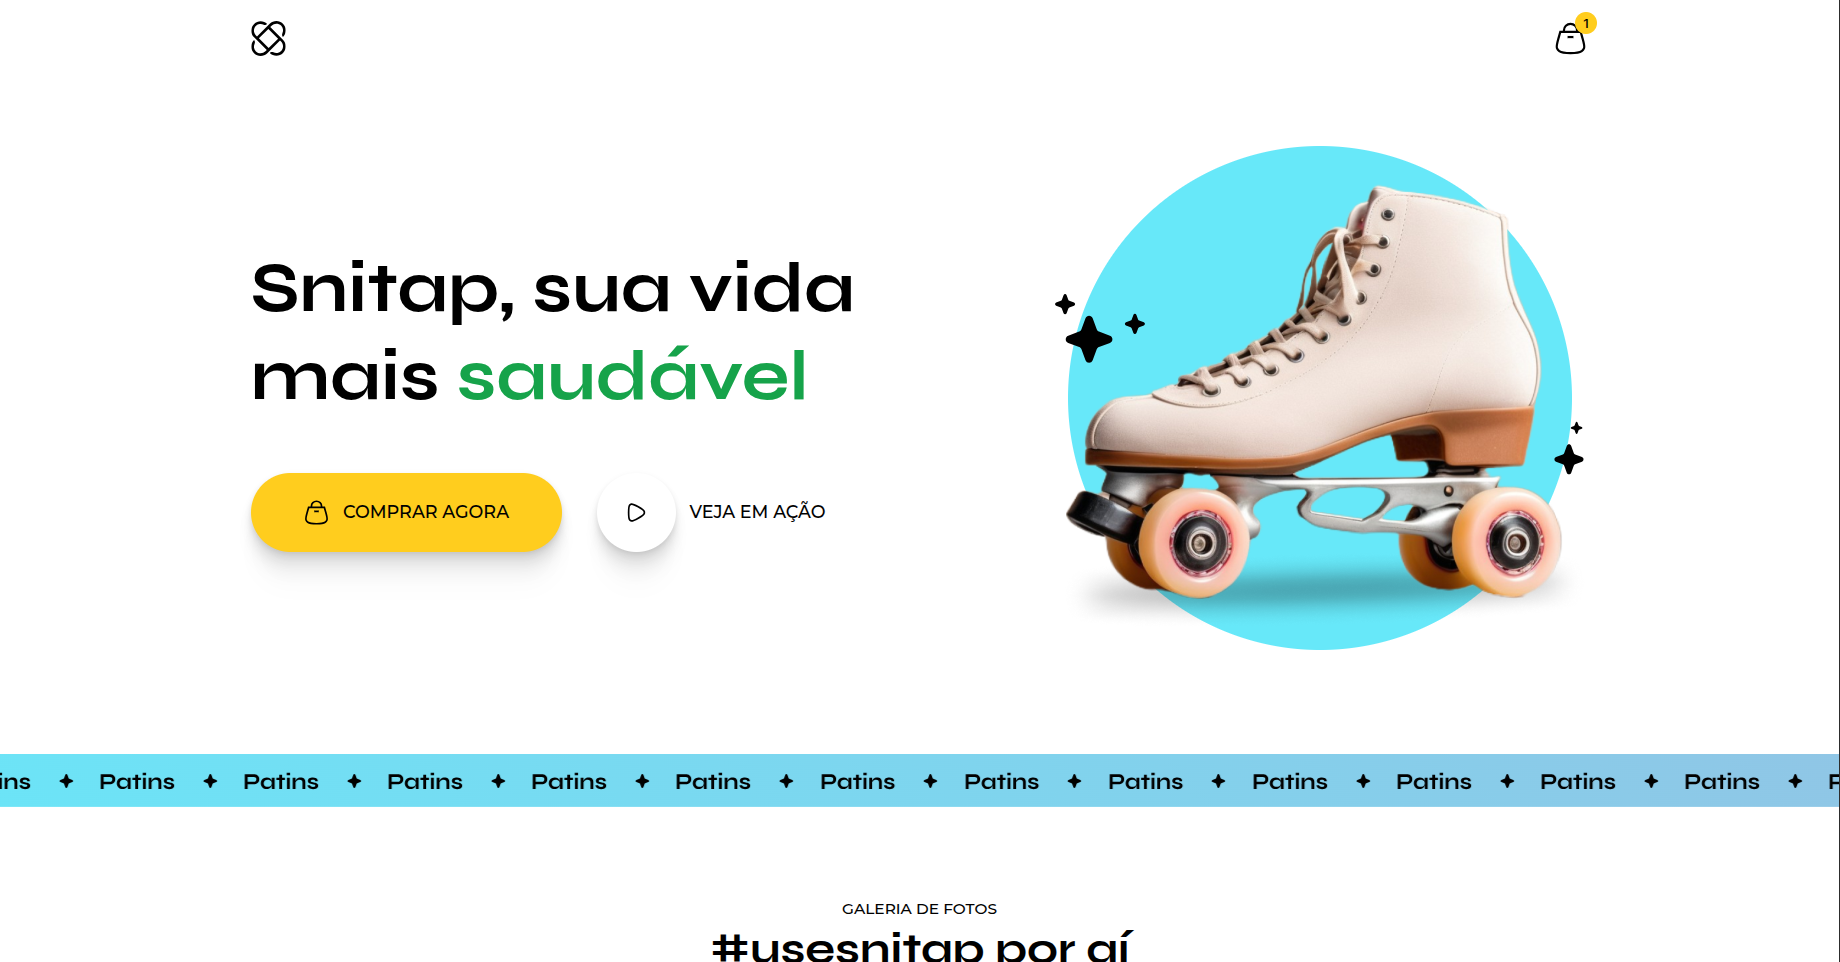 1
Snitap, sua vida
mais saudável
COMPRAR AGORA
VEJA EM AÇÃO
ins Patins Patins Patins Patins Patins Patins Patins Patins Patins Patins Patins Patins
GALERIA DE FOTOS
#usesnitap por aí